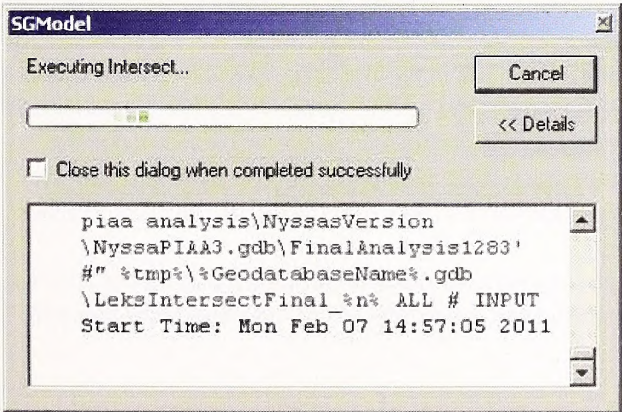 SGModel
Executing Intersect...
Cancel
<< Details
Close this dialog when completed successfully
piaa analysis\NyssasVersion
\NyssaPIAA3.gdb\FinalAnalysis1283'
#" %tmp%\%GeodatabaseName%.gdb
\LeksIntersectFinal_%n% ALL # INPUT
Start Time: Mon Feb 07 14:57:05 2011